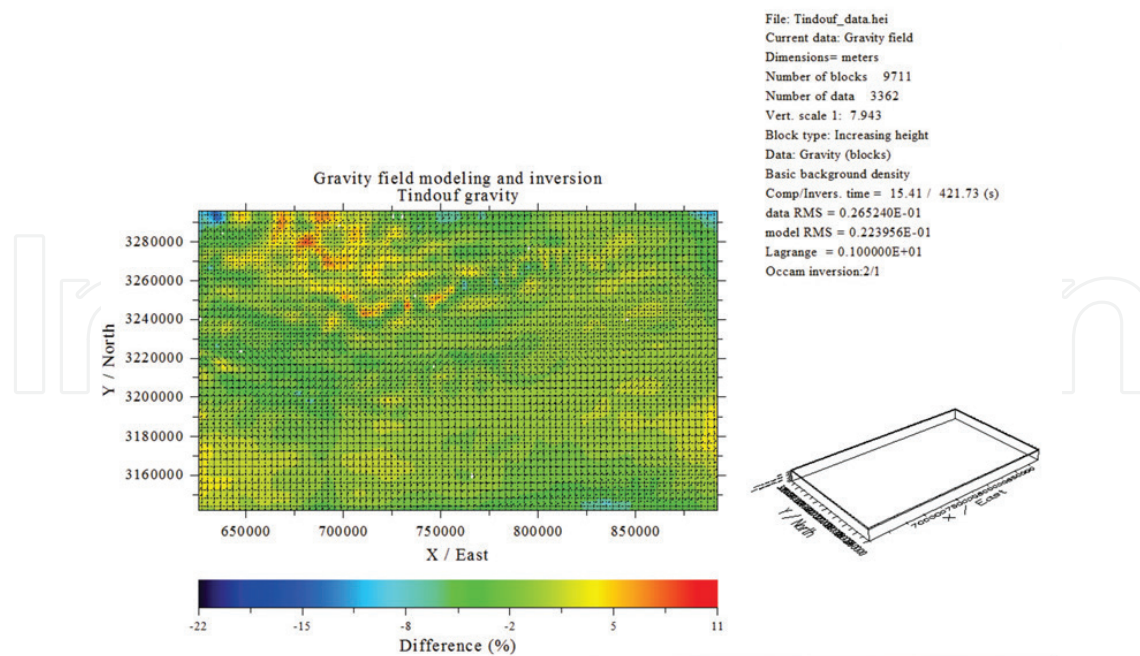 File: Tindouf_data.hei
Current data: Gravity field
Dimensions= meters
Number of blocks 9711
Number of data 3362
Vert. scale 1: 7.943
Block type: Increasing height
Data: Gravity (blocks)
Basic background density
Comp/Invers. time = 15.41 / 421.73 (s)
data RMS = 0.265240E-01
model RMS = 0.223956E-01
Lagrange = 0.100000E+01
Occam inversion:2/1
Gravity field modeling and inversion
Tindouf gravity
Y / North
3280000
3260000
3240000
3220000
3200000
3180000
3160000
650000 700000 750000 800000 850000
X / East
-22 -15 -8 -2 5 11
Difference (%)
Y / North
X / East